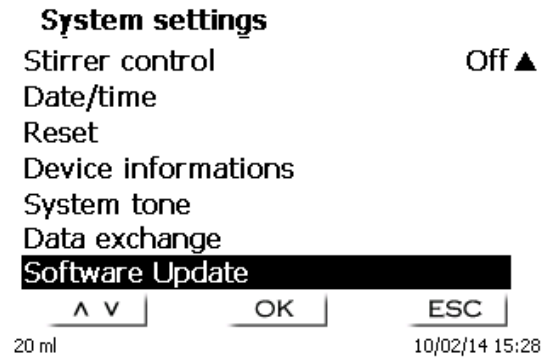 System settings
Stirrer control Off ▲
Date/time
Reset
Device informations
System tone
Data exchange
Software Update
∧ ∨ OK ESC
20 ml 10/02/14 15:28